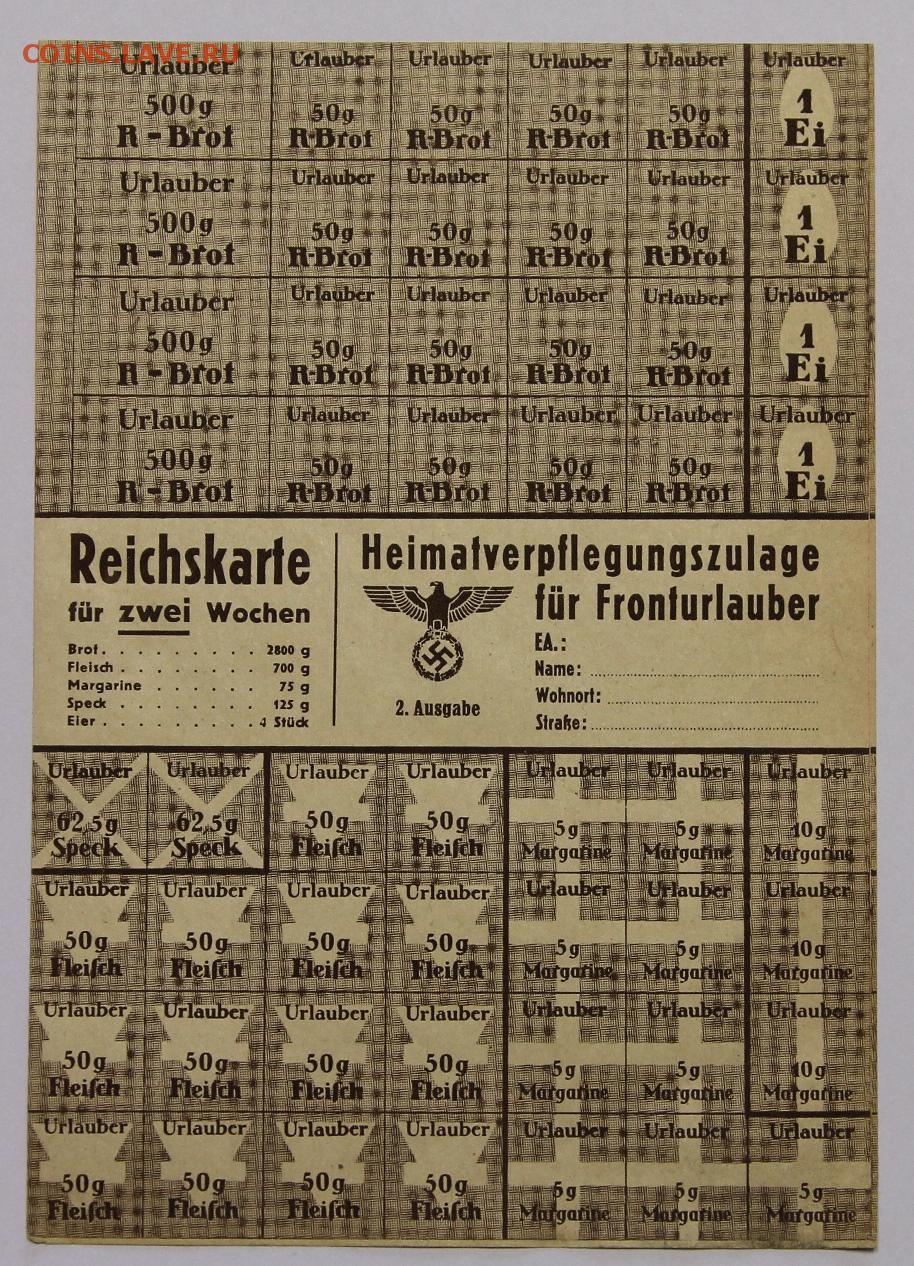 COINS.LAVE.RU
Urlauber Urlauber Urlauber Urlauber Urlauber Urlauber
500g 50g 50g 50g 50g 1
R-Brot R-Brot R-Brot R-Brot R-Brot Ei
Urlauber Urlauber Urlauber Urlauber Urlauber Urlauber
500g 50g 50g 50g 50g 1
R-Brot R-Brot R-Brot R-Brot R-Brot Ei
Urlauber Urlauber Urlauber Urlauber Urlauber Urlauber
500g 50g 50g 50g 50g 1
R-Brot R-Brot R-Brot R-Brot R-Brot Ei
Urlauber Urlauber Urlauber Urlauber Urlauber Urlauber
500g 50g 50g 50g 50g 1
R-Brot R-Brot R-Brot R-Brot R-Brot Ei
Reichskarte
für zwei Wochen
Brot. . . . . . . . . . 2800 g
Fleisch . . . . . . . . . 700 g
Margarine . . . . . . 75 g
Speck . . . . . . . . . 125 g
Eier . . . . . . . . . . 4 Stück
Heimatverpflegungszulage
für Fronturlauber
2. Ausgabe
EA.:
Name:
Wohnort:
Straße:
Urlauber Urlauber Urlauber Urlauber Urlauber Urlauber Urlauber
62,5g 62,5g 50g 50g 5g 5g 10g
Speck Speck Fleiſch Fleiſch Margarine Margarine Margarine
Urlauber Urlauber Urlauber Urlauber Urlauber Urlauber Urlauber
50g 50g 50g 50g 5g 5g 10g
Fleiſch Fleiſch Fleiſch Fleiſch Margarine Margarine Margarine
Urlauber Urlauber Urlauber Urlauber Urlauber Urlauber Urlauber
50g 50g 50g 50g 5g 5g 10g
Fleiſch Fleiſch Fleiſch Fleiſch Margarine Margarine Margarine
Urlauber Urlauber Urlauber Urlauber Urlauber Urlauber Urlauber
50g 50g 50g 50g 5g 5g 5g
Fleiſch Fleiſch Fleiſch Fleiſch Margarine Margarine Margarine